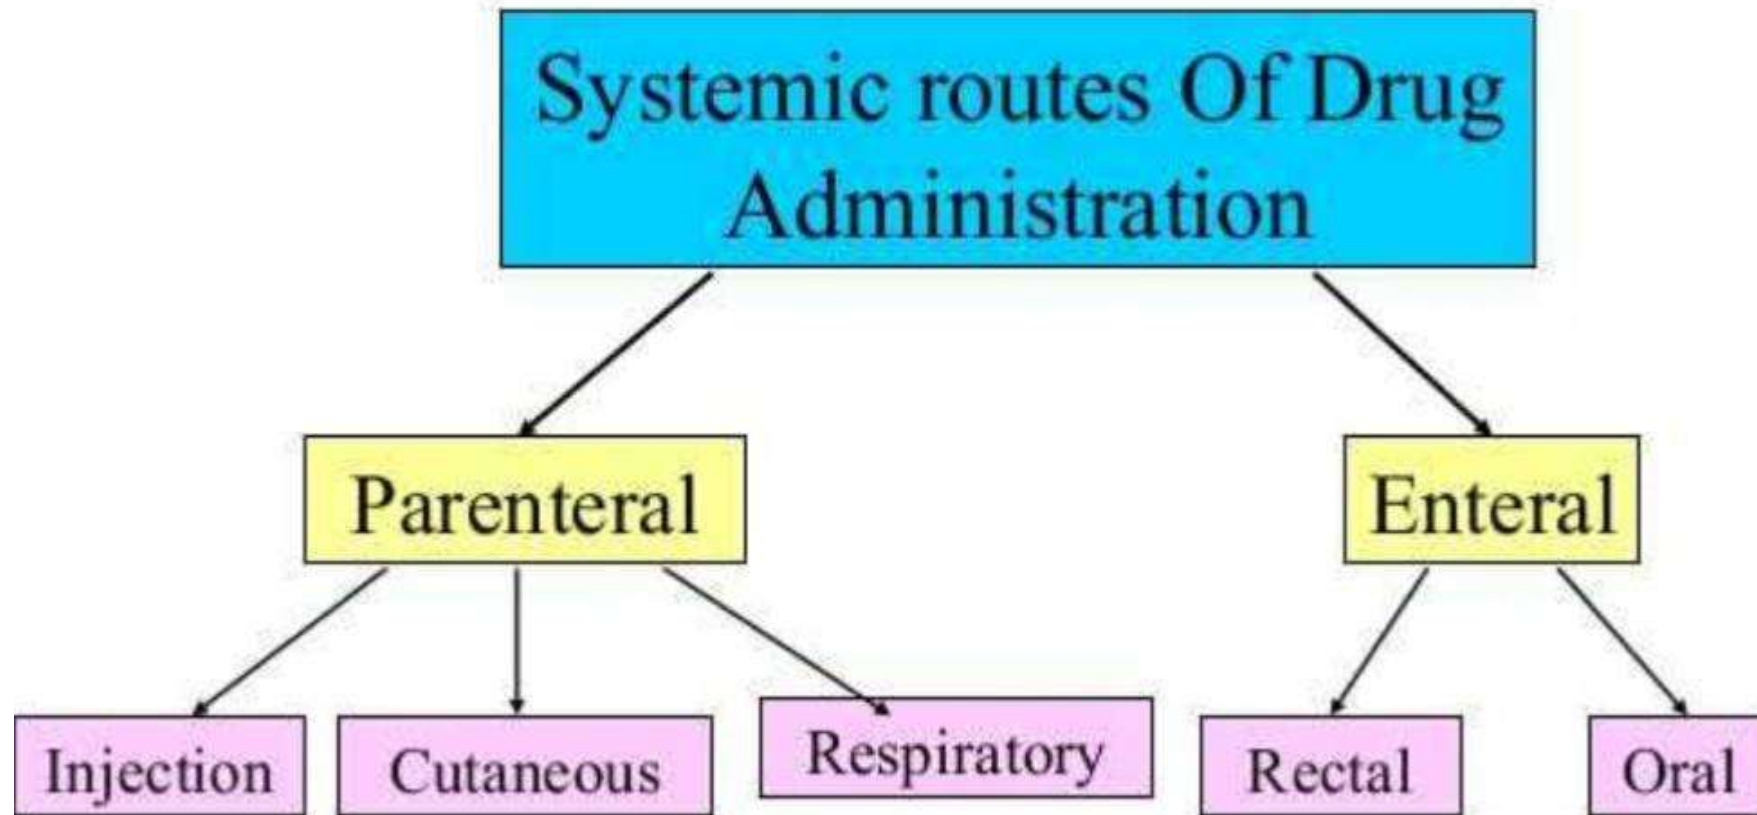 Systemic routes Of Drug
Administration
Parenteral
Enteral
Injection
Cutaneous
Respiratory
Rectal
Oral